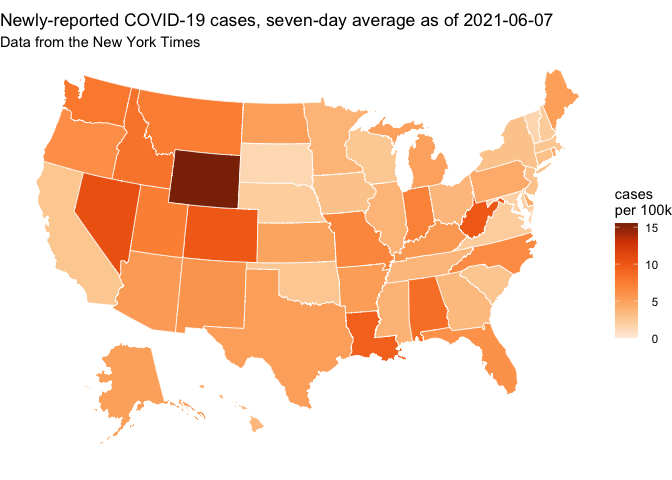 Newly-reported COVID-19 cases, seven-day average as of 2021-06-07
Data from the New York Times
cases
per 100k
15
10
5
0